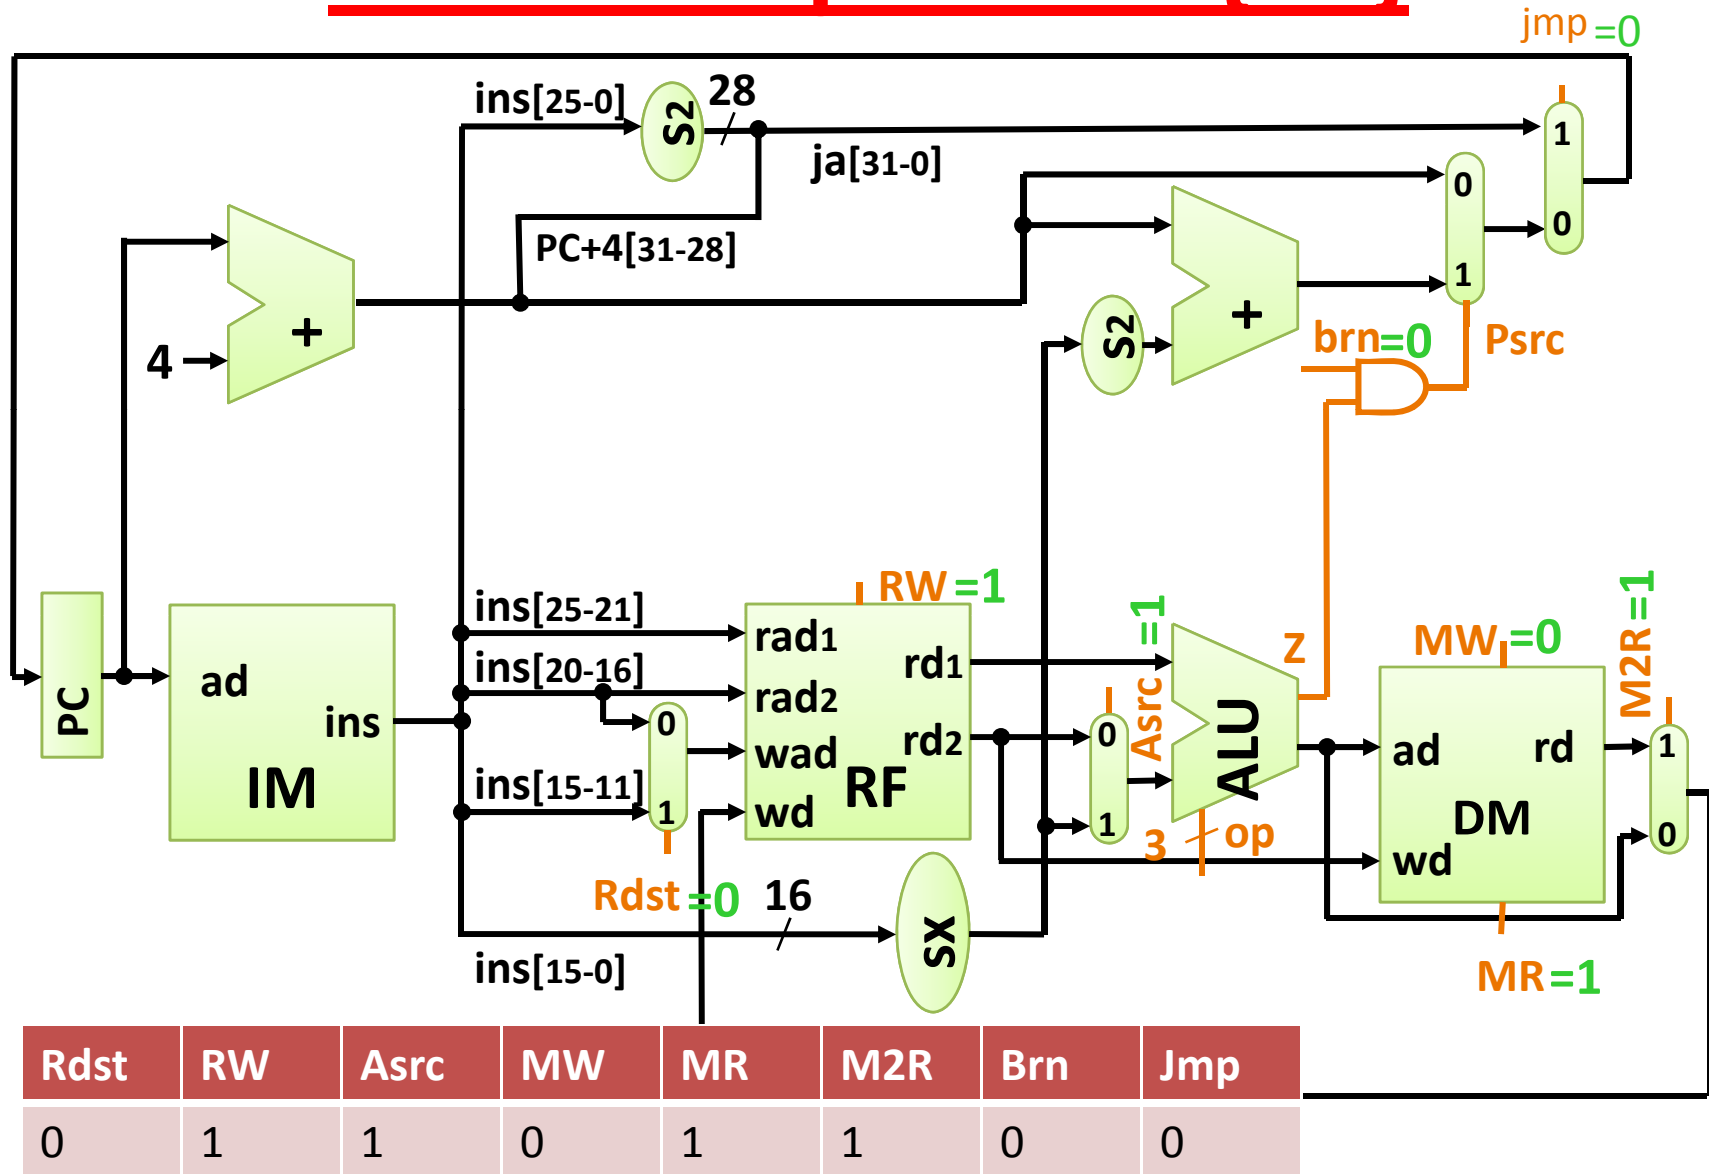 jmp =0
ins[25-0]
S2
28
ja[31-0]
1
0
PC+4[31-28]
0
1
+
4
+
S2
brn=0
Psrc
RW=1
ins[25-21]
ins[20-16]
ins[15-11]
ins[15-0]
PC
ad
ins
IM
0
1
Rdst =0
16
sx
rad1
rad2
wad
wd
rd1
rd2
RF
Asrc =1
0
1
ALU
Z
3
op
MW=0
ad
rd
DM
wd
MR=1
M2R=1
1
0
Rdst RW Asrc MW MR M2R Brn Jmp
0 1 1 0 1 1 0 0